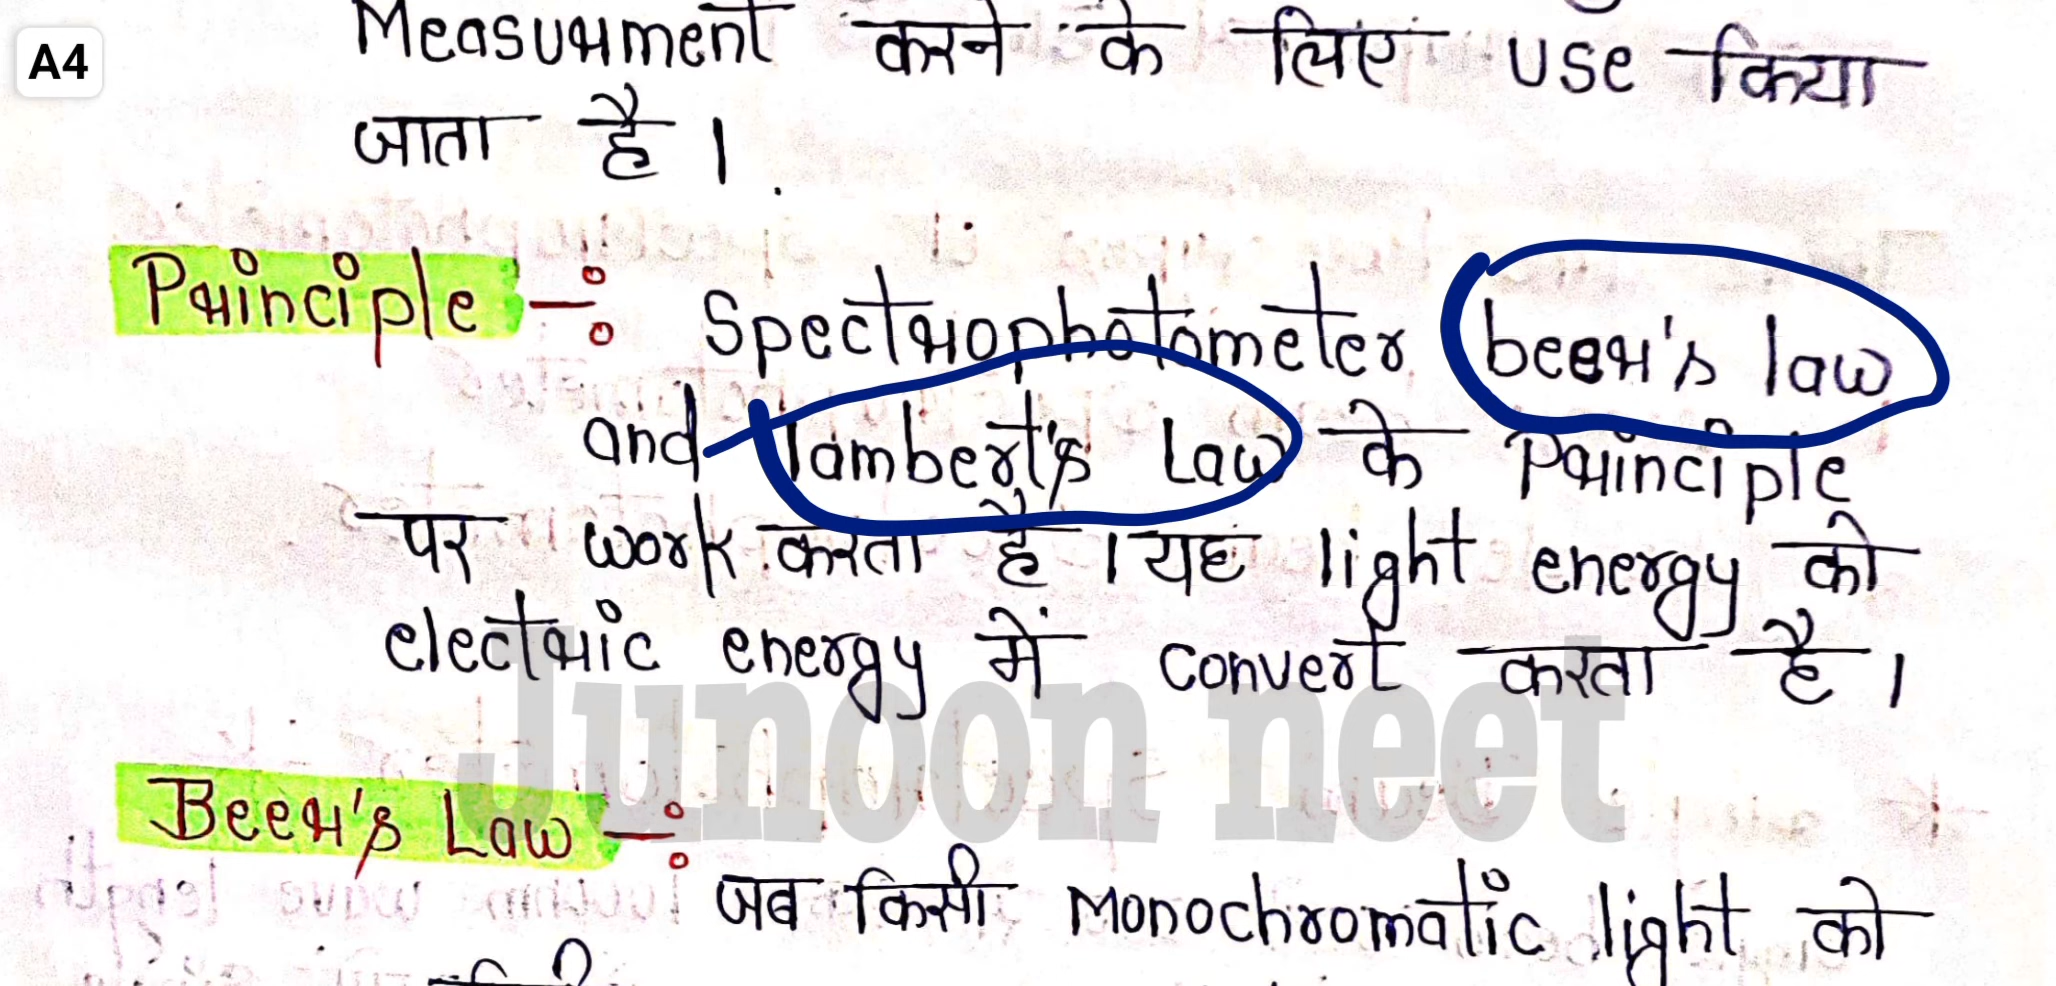 A4
Measurment करने के लिए use किया
जाता है ।
Principle -: Spectrophotometer beer's law
and lambert's Law के Principle
पर work करता है । यह light energy को
electric energy में convert करता है ।
Junoon neet
Beer's Law -:
जब किसी Monochromatic light को